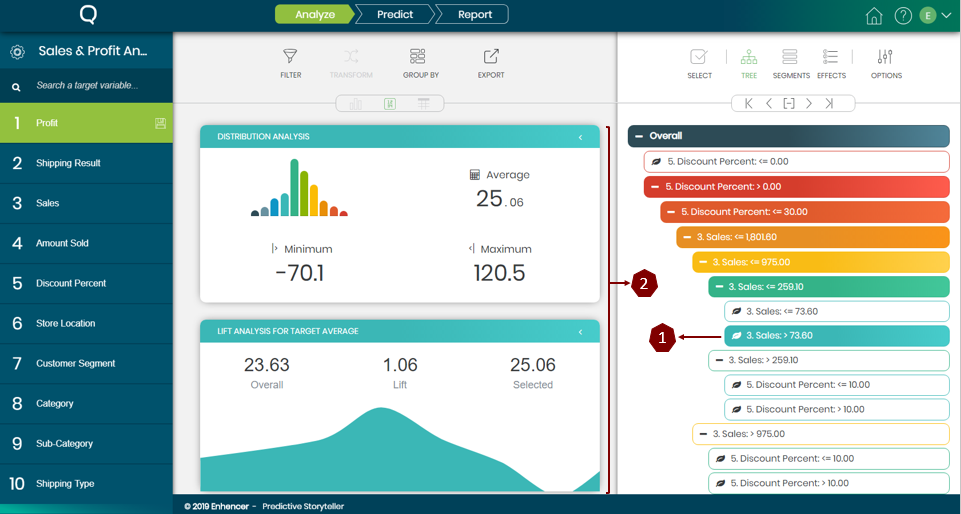 Q
Analyze
Predict
Report
E
Sales & Profit An...
Search a target variable...
1 Profit
2 Shipping Result
3 Sales
4 Amount Sold
5 Discount Percent
6 Store Location
7 Customer Segment
8 Category
9 Sub-Category
10 Shipping Type
FILTER
TRANSFORM
GROUP BY
EXPORT
DISTRIBUTION ANALYSIS
Average
25.06
Minimum
-70.1
Maximum
120.5
LIFT ANALYSIS FOR TARGET AVERAGE
23.63 1.06 25.06
Overall Lift Selected
SELECT
TREE
SEGMENTS
EFFECTS
OPTIONS
Overall
5. Discount Percent: <= 0.00
5. Discount Percent: > 0.00
5. Discount Percent: <= 30.00
3. Sales: <= 1,801.60
3. Sales: <= 975.00
3. Sales: <= 259.10
3. Sales: <= 73.60
3. Sales: > 73.60
3. Sales: > 259.10
5. Discount Percent: <= 10.00
5. Discount Percent: > 10.00
3. Sales: > 975.00
5. Discount Percent: <= 10.00
5. Discount Percent: > 10.00
2
1
© 2019 Enhencer - Predictive Storyteller